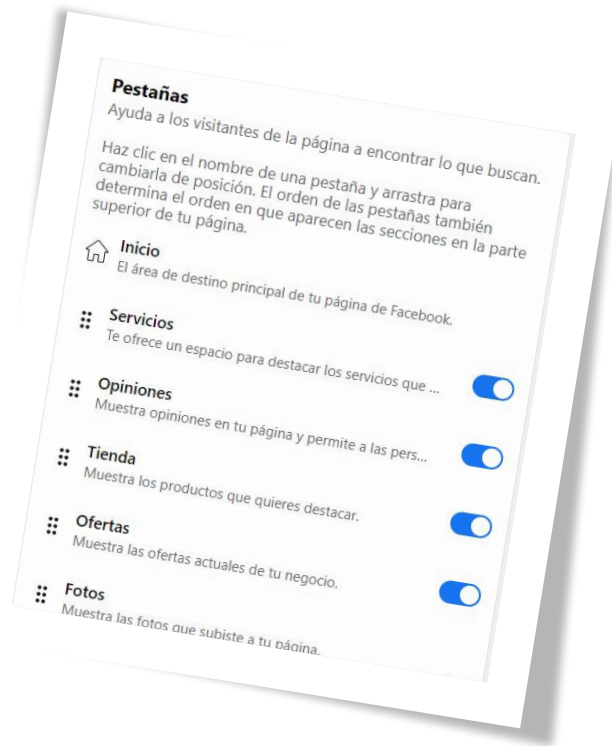 Pestañas
Ayuda a los visitantes de la página a encontrar lo que buscan.
Haz clic en el nombre de una pestaña y arrastra para
cambiarla de posición. El orden de las pestañas también
determina el orden en que aparecen las secciones en la parte
superior de tu página.
Inicio
El área de destino principal de tu página de Facebook.
Servicios
Te ofrece un espacio para destacar los servicios que ...
Opiniones
Muestra opiniones en tu página y permite a las pers...
Tienda
Muestra los productos que quieres destacar.
Ofertas
Muestra las ofertas actuales de tu negocio.
Fotos
Muestra las fotos que subiste a tu página.